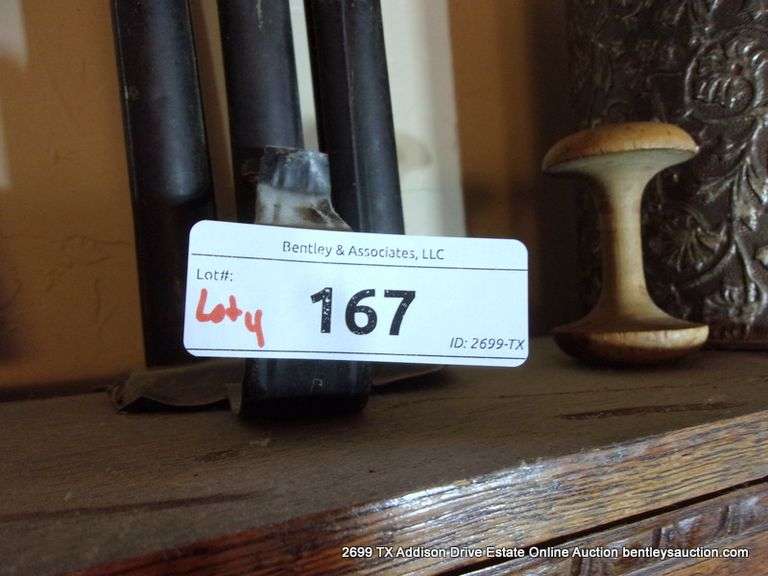 Bentley & Associates, LLC
Lot#:
167
Lot 4
ID: 2699-TX
2699 TX Addison Drive Estate Online Auction bentleysauction.com